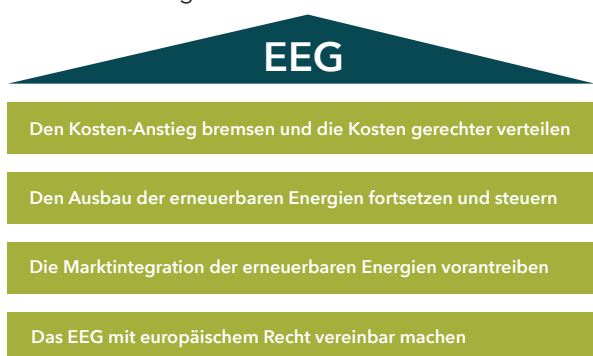 EEG
Den Kosten-Anstieg bremsen und die Kosten gerechter verteilen
Den Ausbau der erneuerbaren Energien fortsetzen und steuern
Die Marktintegration der erneuerbaren Energien vorantreiben
Das EEG mit europäischem Recht vereinbar machen